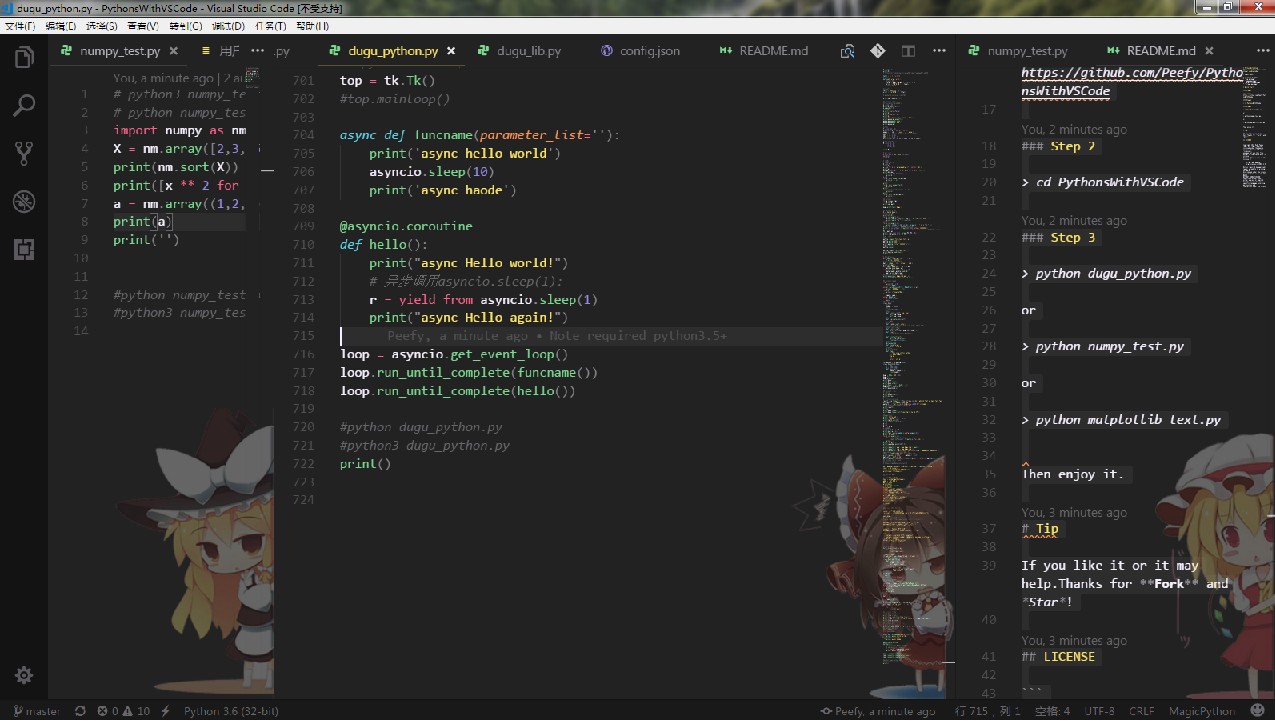 dugu_python.py - PythonsWithVSCode - Visual Studio Code [不受支持]
文件(F) 编辑(E) 选择(S) 查看(V) 转到(G) 调试(D) 任务(T) 帮助(H)
numpy_test.py
.py
dugu_python.py
dugu_lib.py
config.json
README.md
numpy_test.py
README.md
You, a minute ago | 2 au
1 # python3 numpy_te
2 # python numpy_tes
3 import numpy as nm
4 X = nm.array([2,3,
5 print(nm.sort(X))
6 print([x ** 2 for
7 a = nm.array((1,2,
8 print(a)
9 print('')
10
11
12 #python numpy_test
13 #python3 numpy_tes
14
701 top = tk.Tk()
702 #top.mainloop()
703
704 async def funcname(parameter_list=''):
705 print('async hello world')
706 asyncio.sleep(10)
707 print('async haode')
708
709 @asyncio.coroutine
710 def hello():
711 print("async Hello world!")
712 # 异步调用asyncio.sleep(1):
713 r = yield from asyncio.sleep(1)
714 print("async Hello again!")
715 Peefy, a minute ago • Note required python3.5+
716 loop = asyncio.get_event_loop()
717 loop.run_until_complete(funcname())
718 loop.run_until_complete(hello())
719
720 #python dugu_python.py
721 #python3 dugu_python.py
722 print()
723
724
https://github.com/Peefy/Pytho
nsWithVSCode
17
You, 2 minutes ago
18 ### Step 2
19
20 > cd PythonsWithVSCode
21
You, 2 minutes ago
22 ### Step 3
23
24 > python dugu_python.py
25
26 or
27
28 > python numpy_test.py
29
30 or
31
32 > python mutplotlib text.py
33
34
35 Then enjoy it.
36
You, 3 minutes ago
37 # Tip
38
39 If you like it or it may
help.Thanks for **Fork** and
*Star*!
40
You, 3 minutes ago
41 ## LICENSE
42
43 ```
master
0
10
Python 3.6 (32-bit)
Peefy, a minute ago
行 715，列 1
空格: 4
UTF-8
CRLF
MagicPython